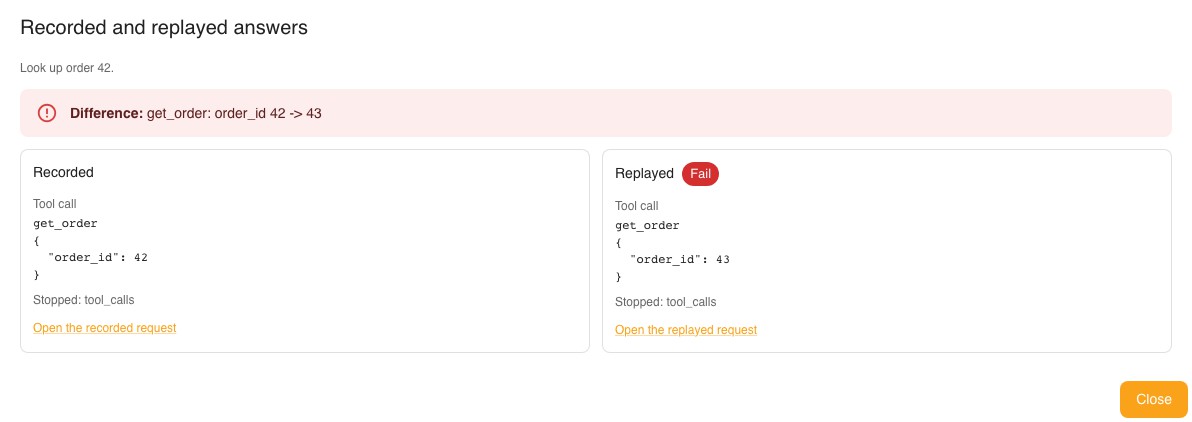 Recorded and replayed answers
Look up order 42.
Difference: get_order: order_id 42 -> 43
Recorded
Tool call
get_order
{
  "order_id": 42
}
Stopped: tool_calls
Open the recorded request
Replayed Fail
Tool call
get_order
{
  "order_id": 43
}
Stopped: tool_calls
Open the replayed request
Close